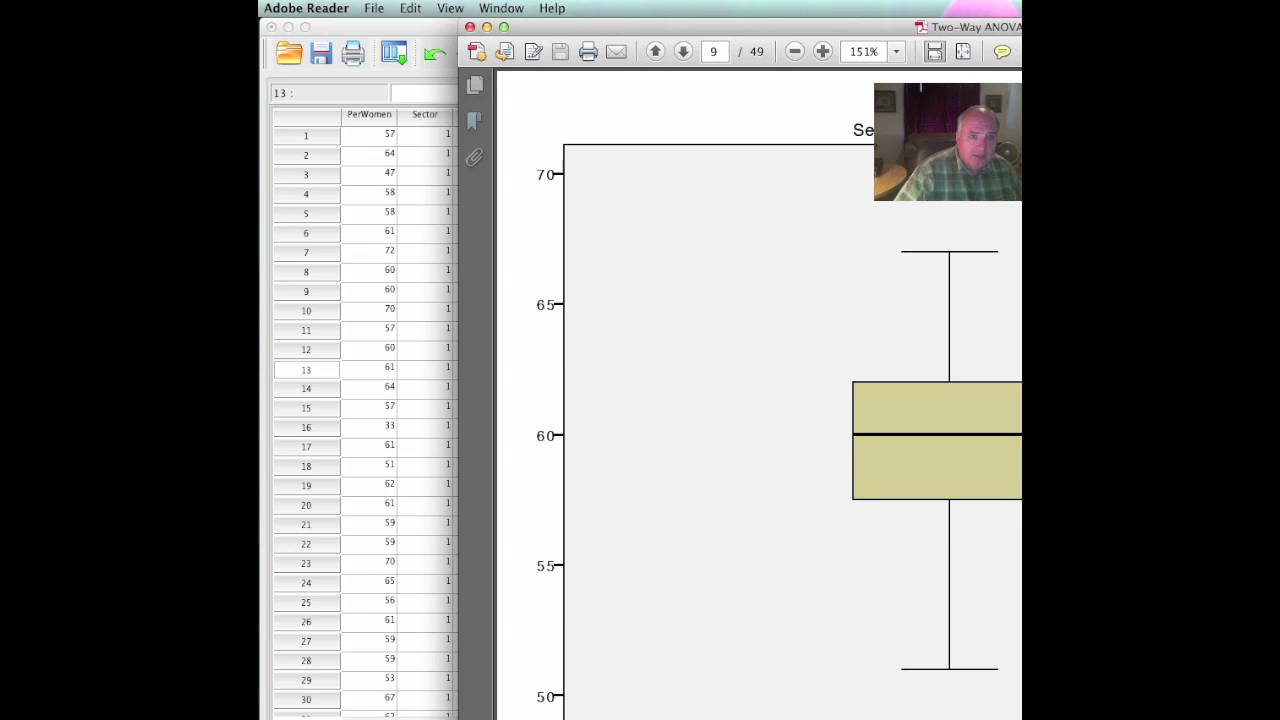 Adobe Reader File Edit View Window Help
Two-Way ANOVA
9 / 49 151%
13 :
PerWomen Sector
1 57 1
2 64 1
3 47 1
4 58 1
5 58 1
6 61 1
7 72 1
8 60 1
9 60 1
10 70 1
11 57 1
12 60 1
13 61 1
14 64 1
15 57 1
16 33 1
17 61 1
18 51 1
19 62 1
20 61 1
21 59 1
22 59 1
23 70 1
24 65 1
25 56 1
26 61 1
27 59 1
28 59 1
29 53 1
30 67 1
Se
70
65
60
55
50